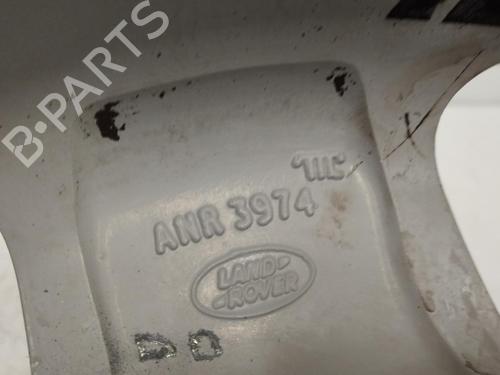 B-PARTS
ANR 3974
LAND-
-ROVER